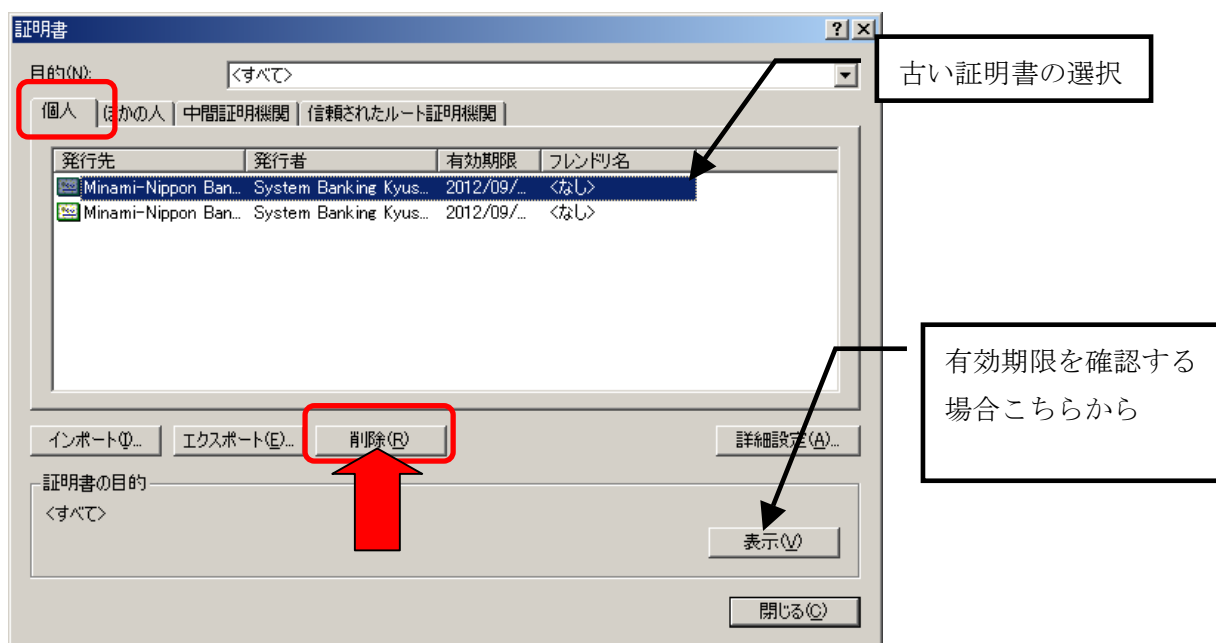 証明書
古い証明書の選択
目的(N):
<すべて>
個人 ほかの人 中間証明機関 信頼されたルート証明機関
発行先 発行者 有効期限 フレンドリ名
Minami-Nippon Ban... System Banking Kyus... 2012/09/... <なし>
Minami-Nippon Ban... System Banking Kyus... 2012/09/... <なし>
有効期限を確認する
場合こちらから
インポート(I)... エクスポート(E)... 削除(R) 詳細設定(A)...
証明書の目的
<すべて>
表示(V)
閉じる(C)